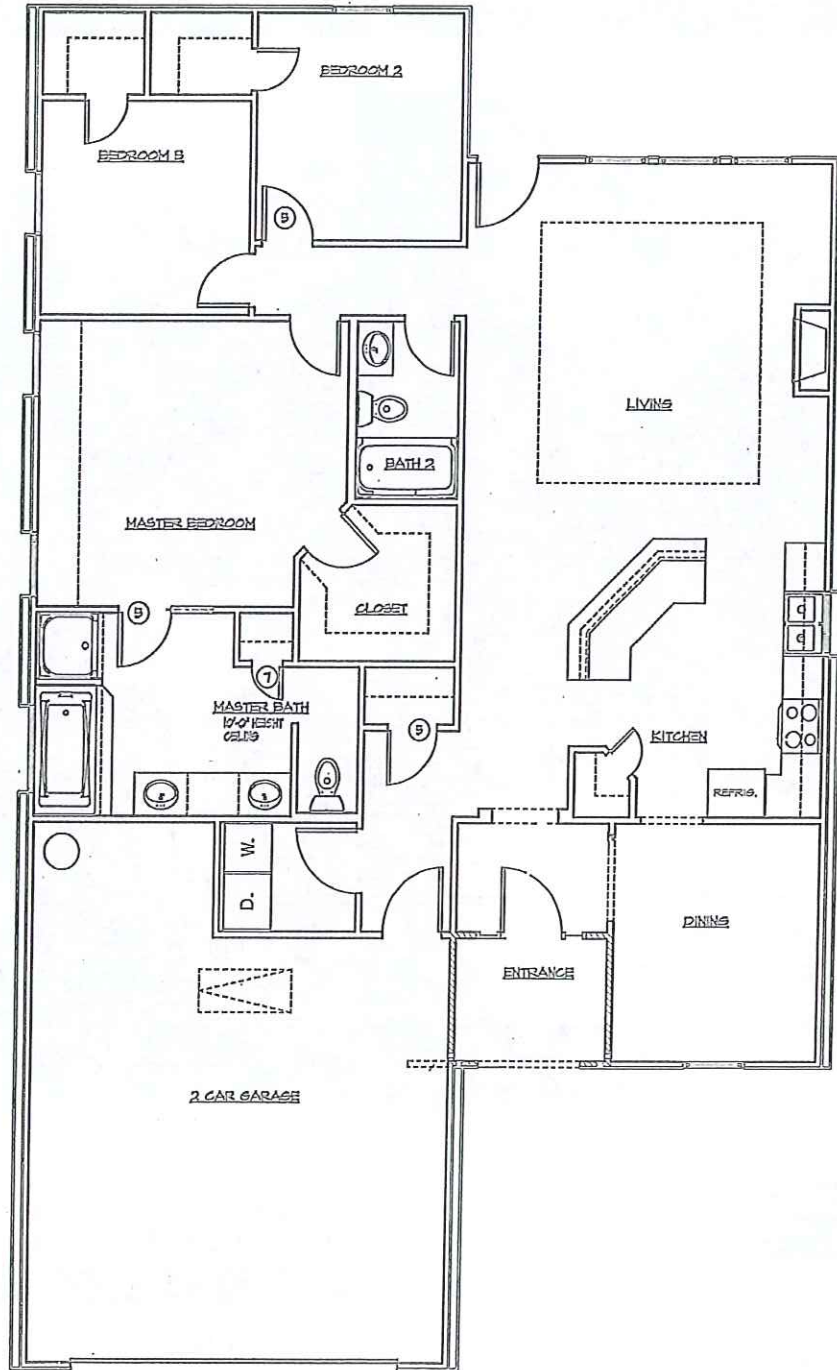 BEDROOM 2
BEDROOM 3
5
LIVING
BATH 2
MASTER BEDROOM
CLOSET
5
7
MASTER BATH
10'-0" HEIGHT
CEILING
5
KITCHEN
REFRIG.
W.
D.
DINING
ENTRANCE
2 CAR GARAGE